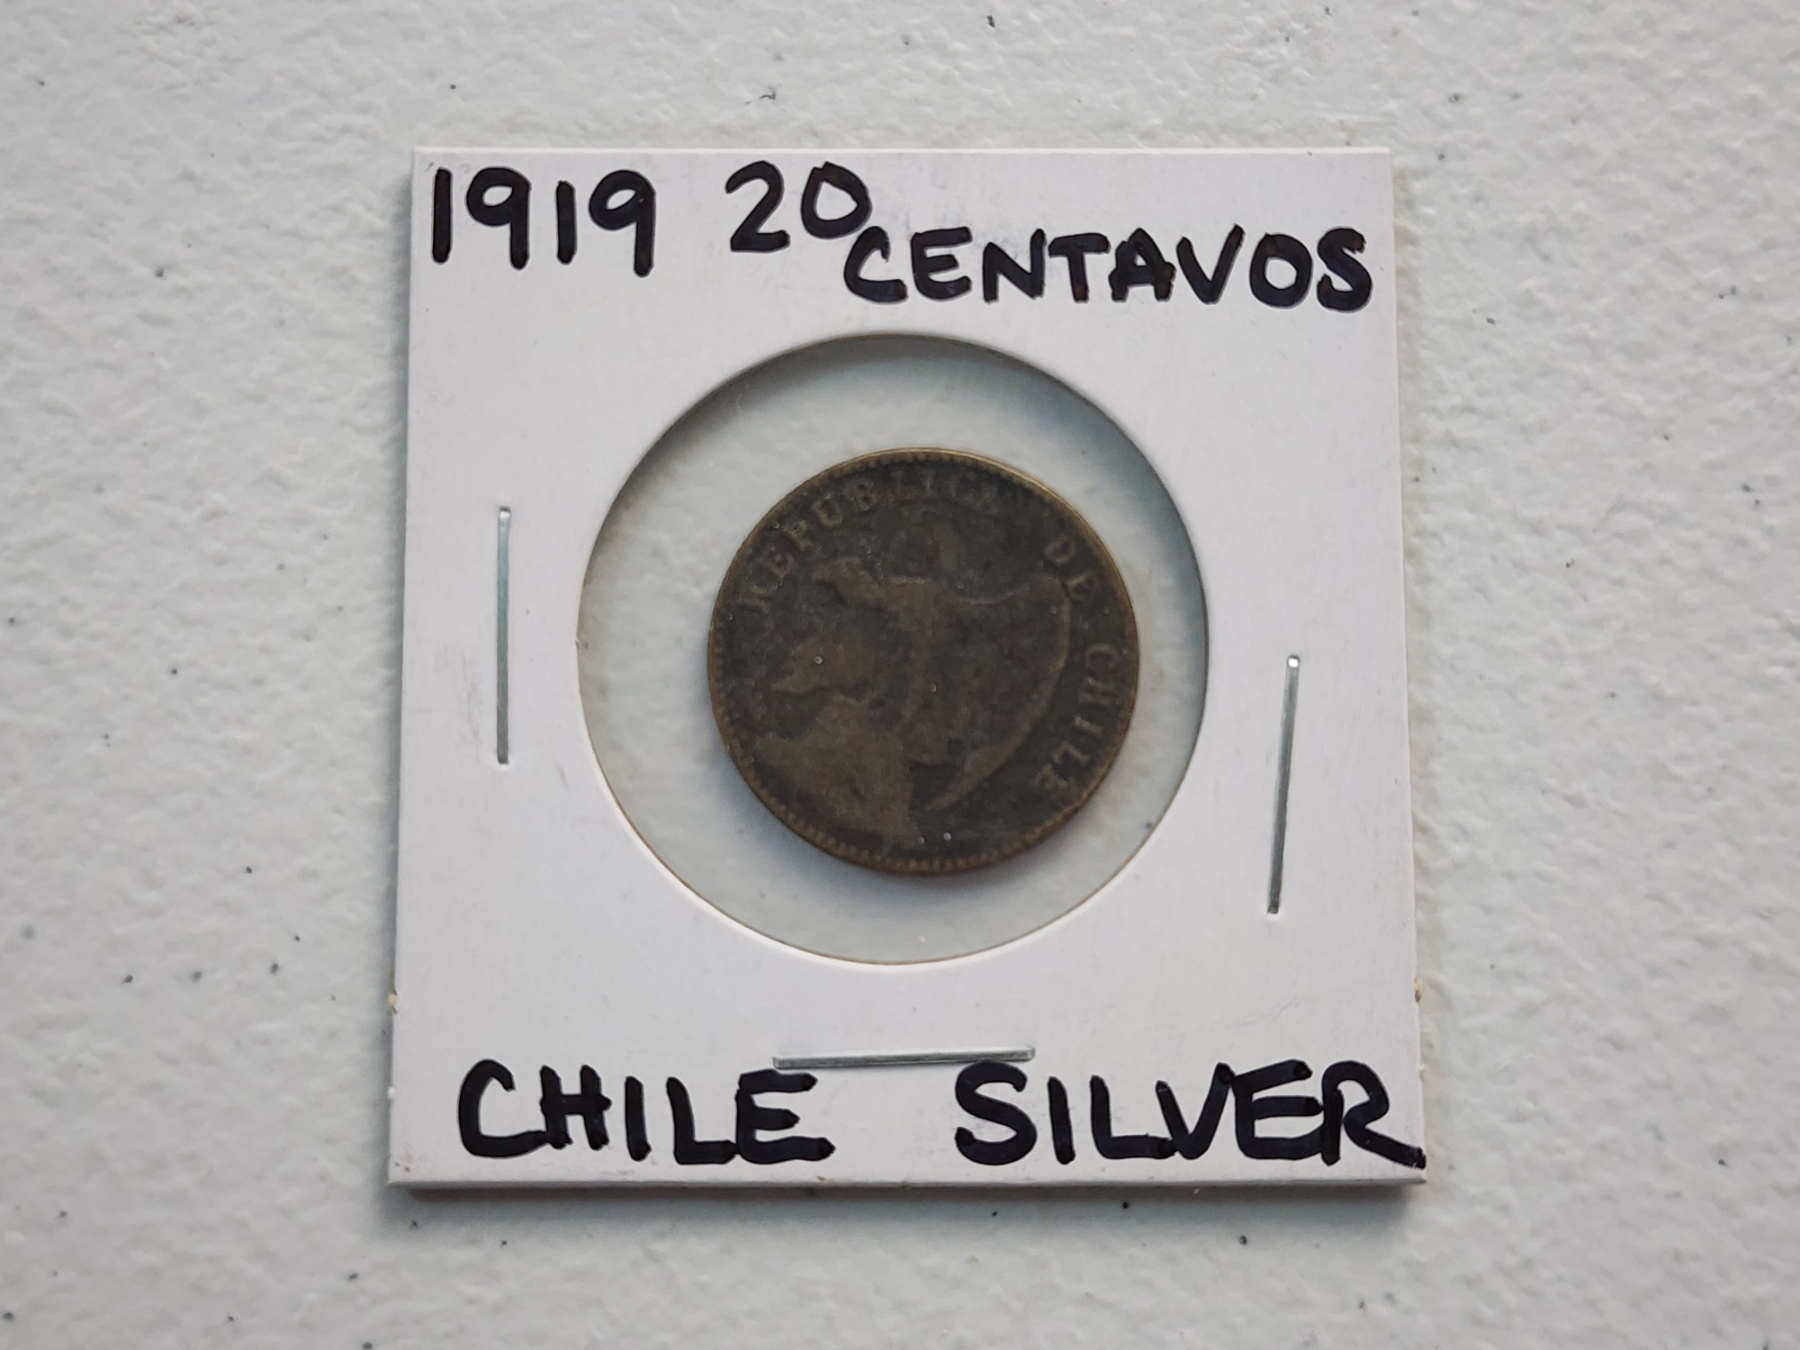 1919 20
CENTAVOS
REPUBLICA DE CHILE
CHILE SILVER